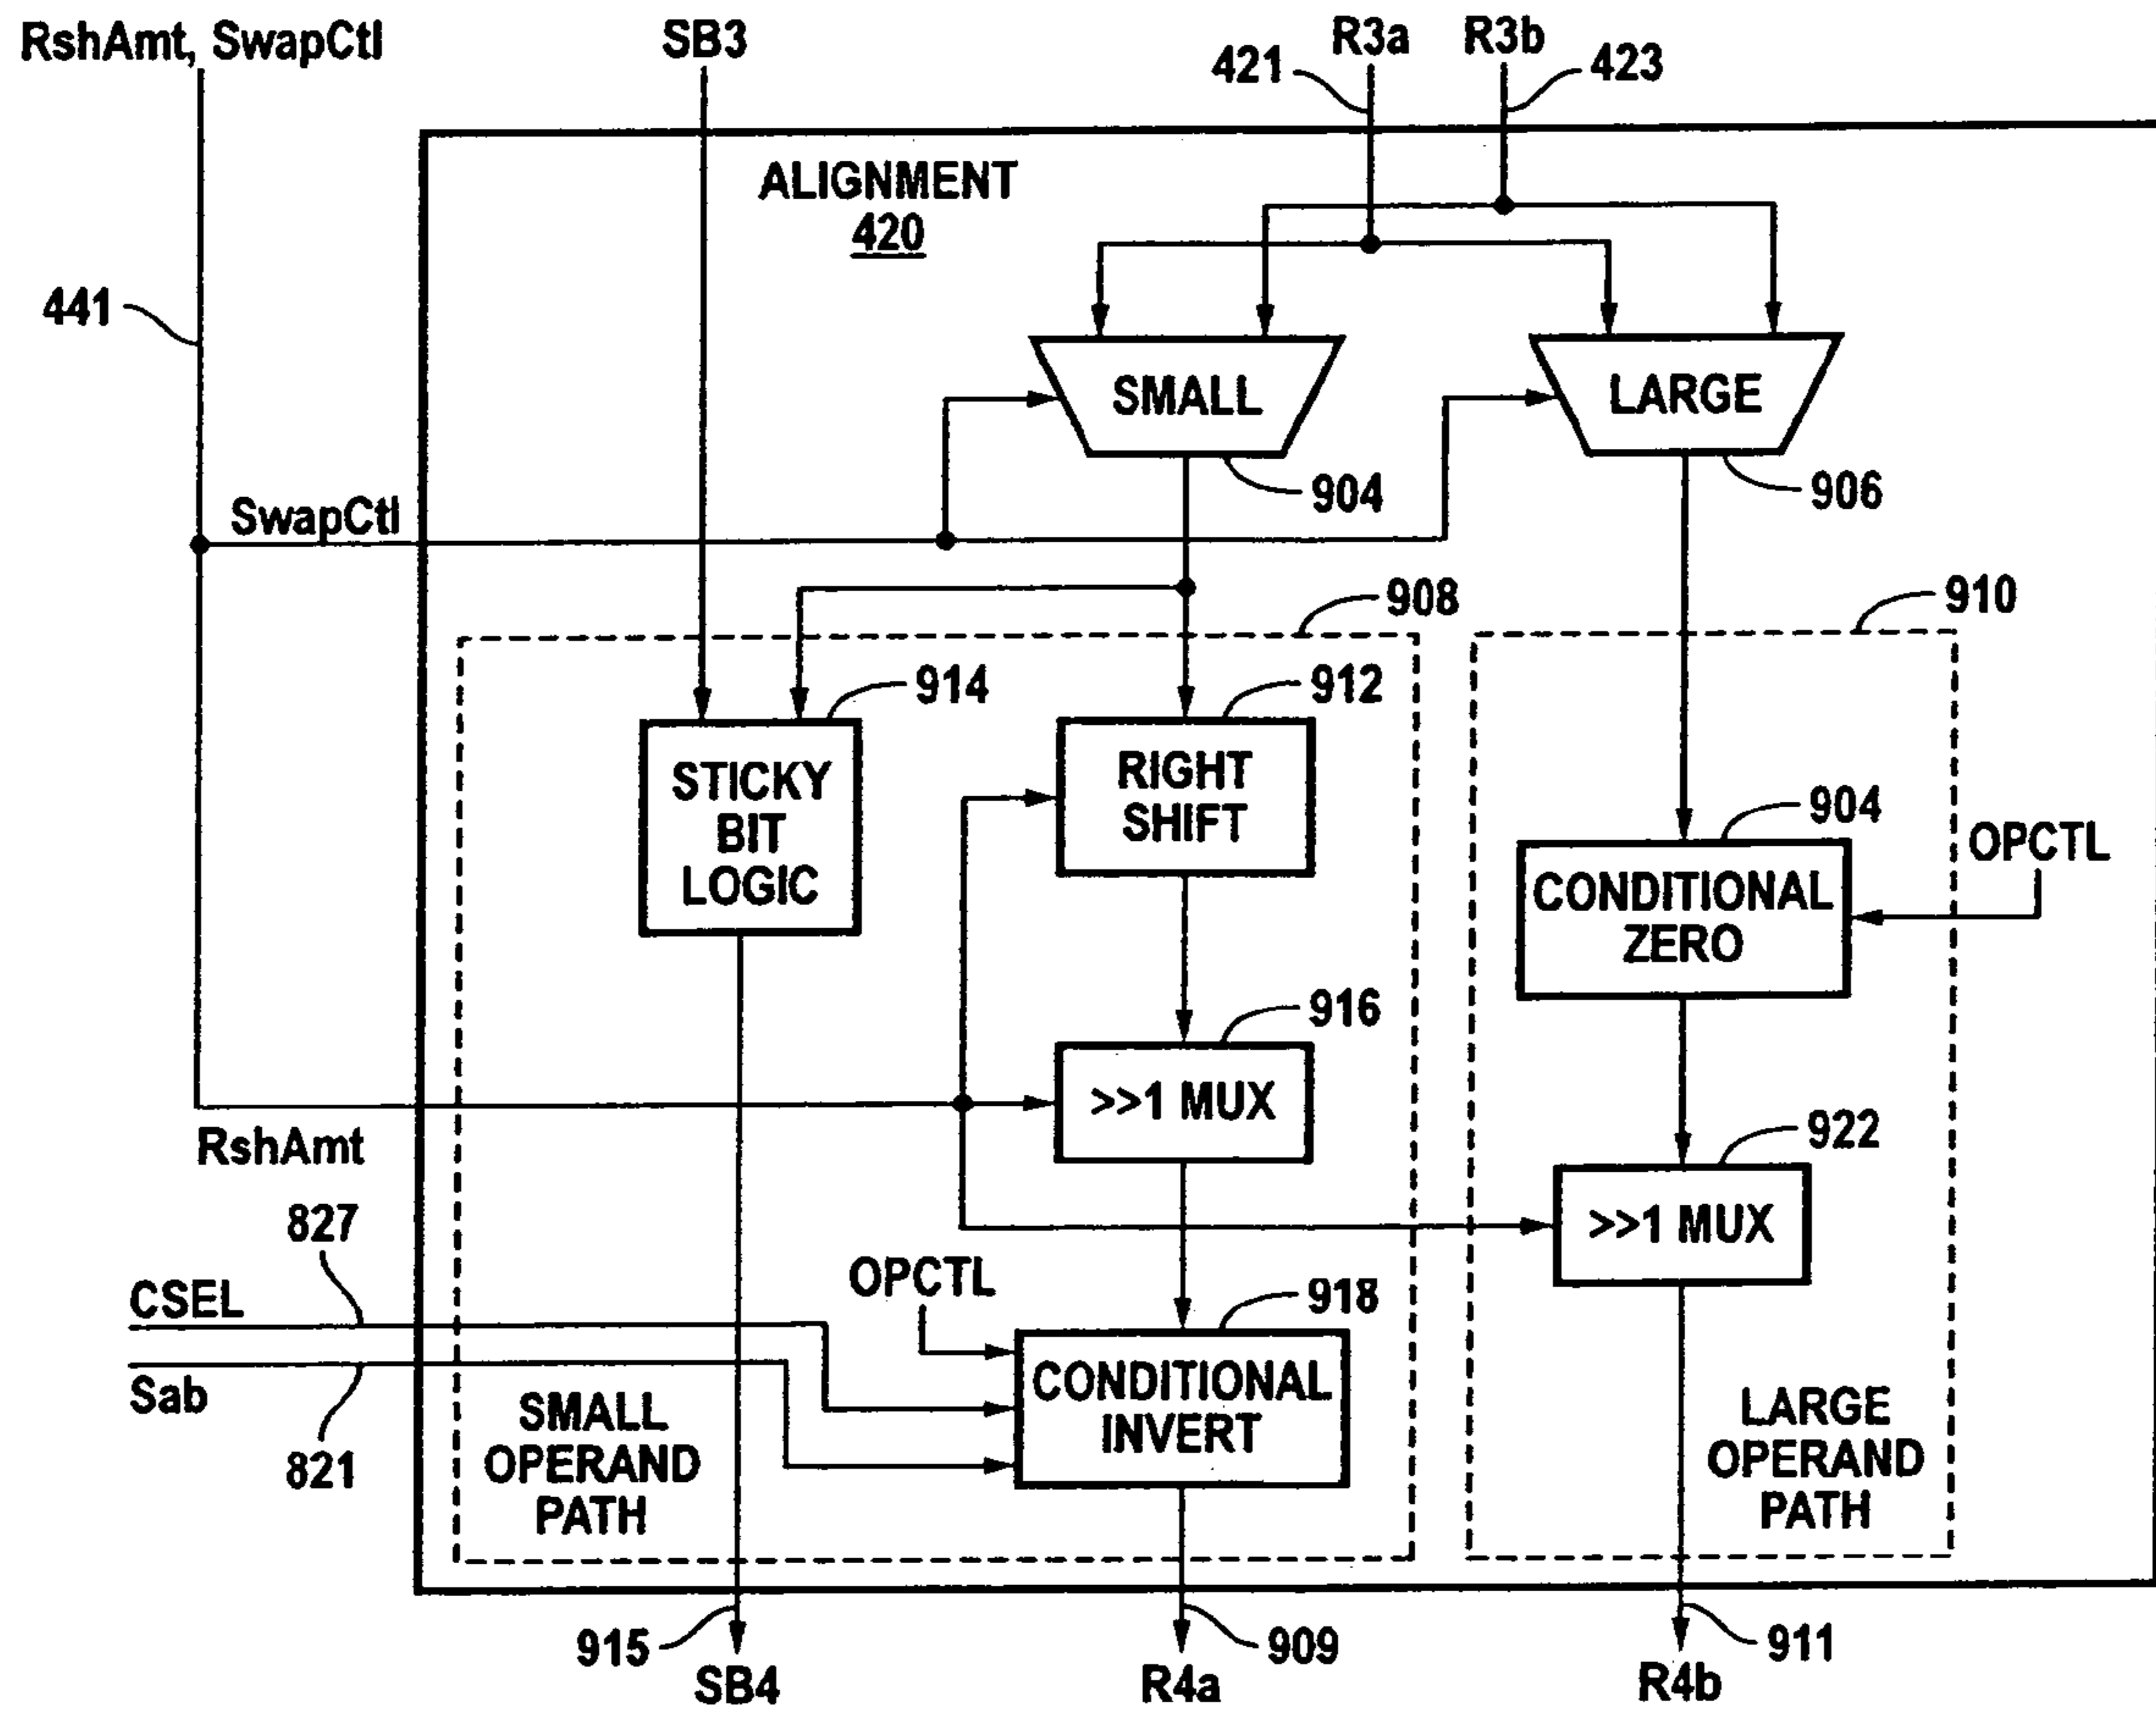 RshAmt, SwapCtl
SB3
R3a
R3b
421
423
ALIGNMENT
420
441
SMALL
LARGE
904
906
SwapCtl
908
910
914
912
STICKY
BIT
LOGIC
RIGHT
SHIFT
904
OPCTL
CONDITIONAL
ZERO
916
>>1 MUX
RshAmt
922
>>1 MUX
827
CSEL
OPCTL
918
Sab
821
CONDITIONAL
INVERT
SMALL
OPERAND
PATH
LARGE
OPERAND
PATH
915
909
911
SB4
R4a
R4b